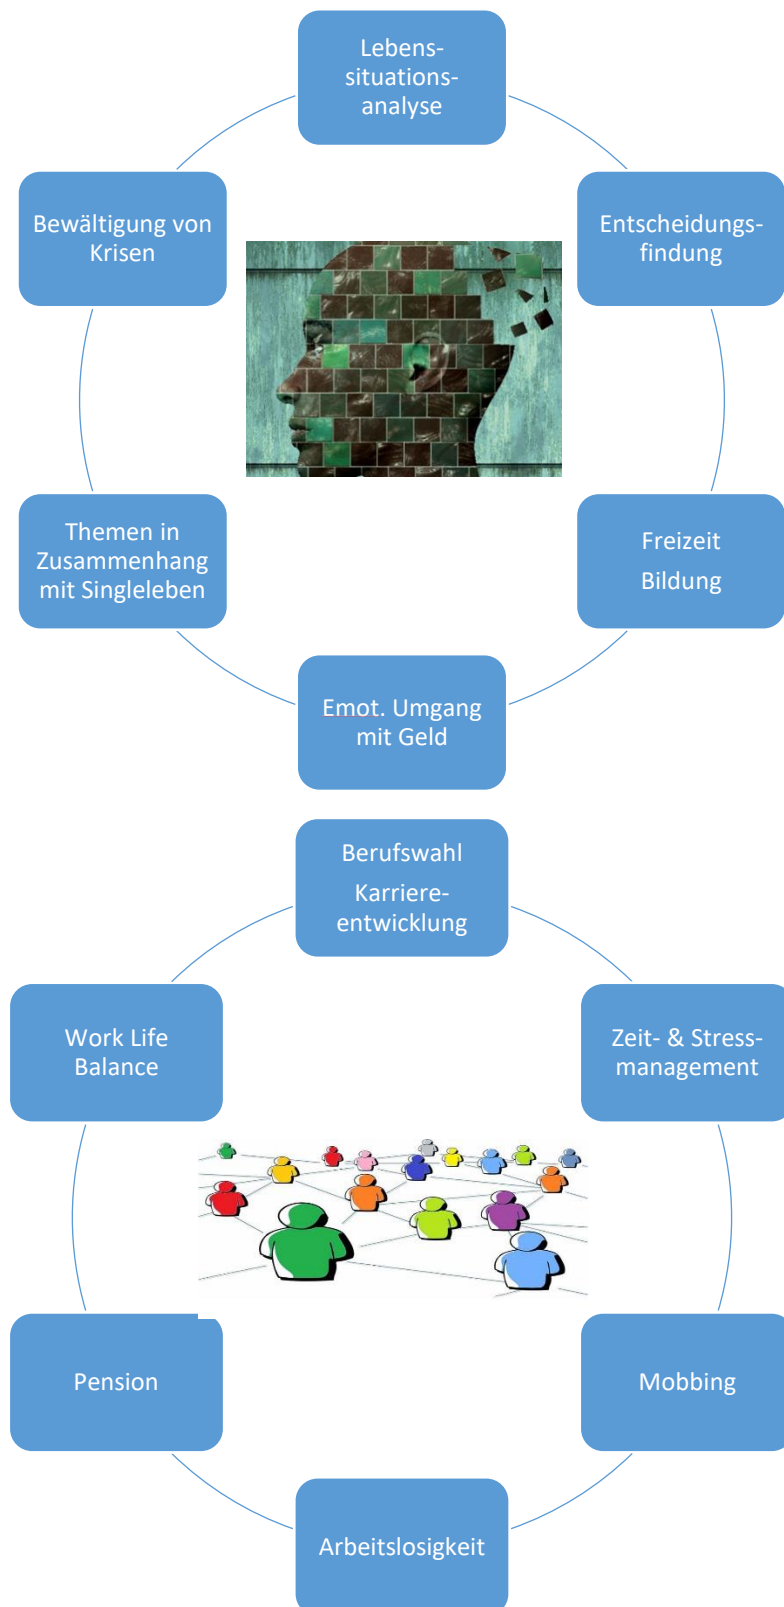 Lebens-
situations-
analyse
Entscheidungs-
findung
Freizeit
Bildung
Emot. Umgang
mit Geld
Themen in
Zusammenhang
mit Singleleben
Bewältigung von
Krisen
Berufswahl
Karriere-
entwicklung
Zeit- & Stress-
management
Mobbing
Arbeitslosigkeit
Pension
Work Life
Balance